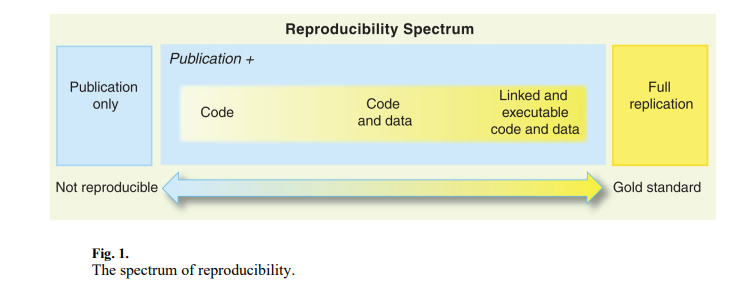 Reproducibility Spectrum
Publication +
Publication
only
Code
Code
and data
Linked and
executable
code and data
Full
replication
Not reproducible
Gold standard
Fig. 1.
The spectrum of reproducibility.